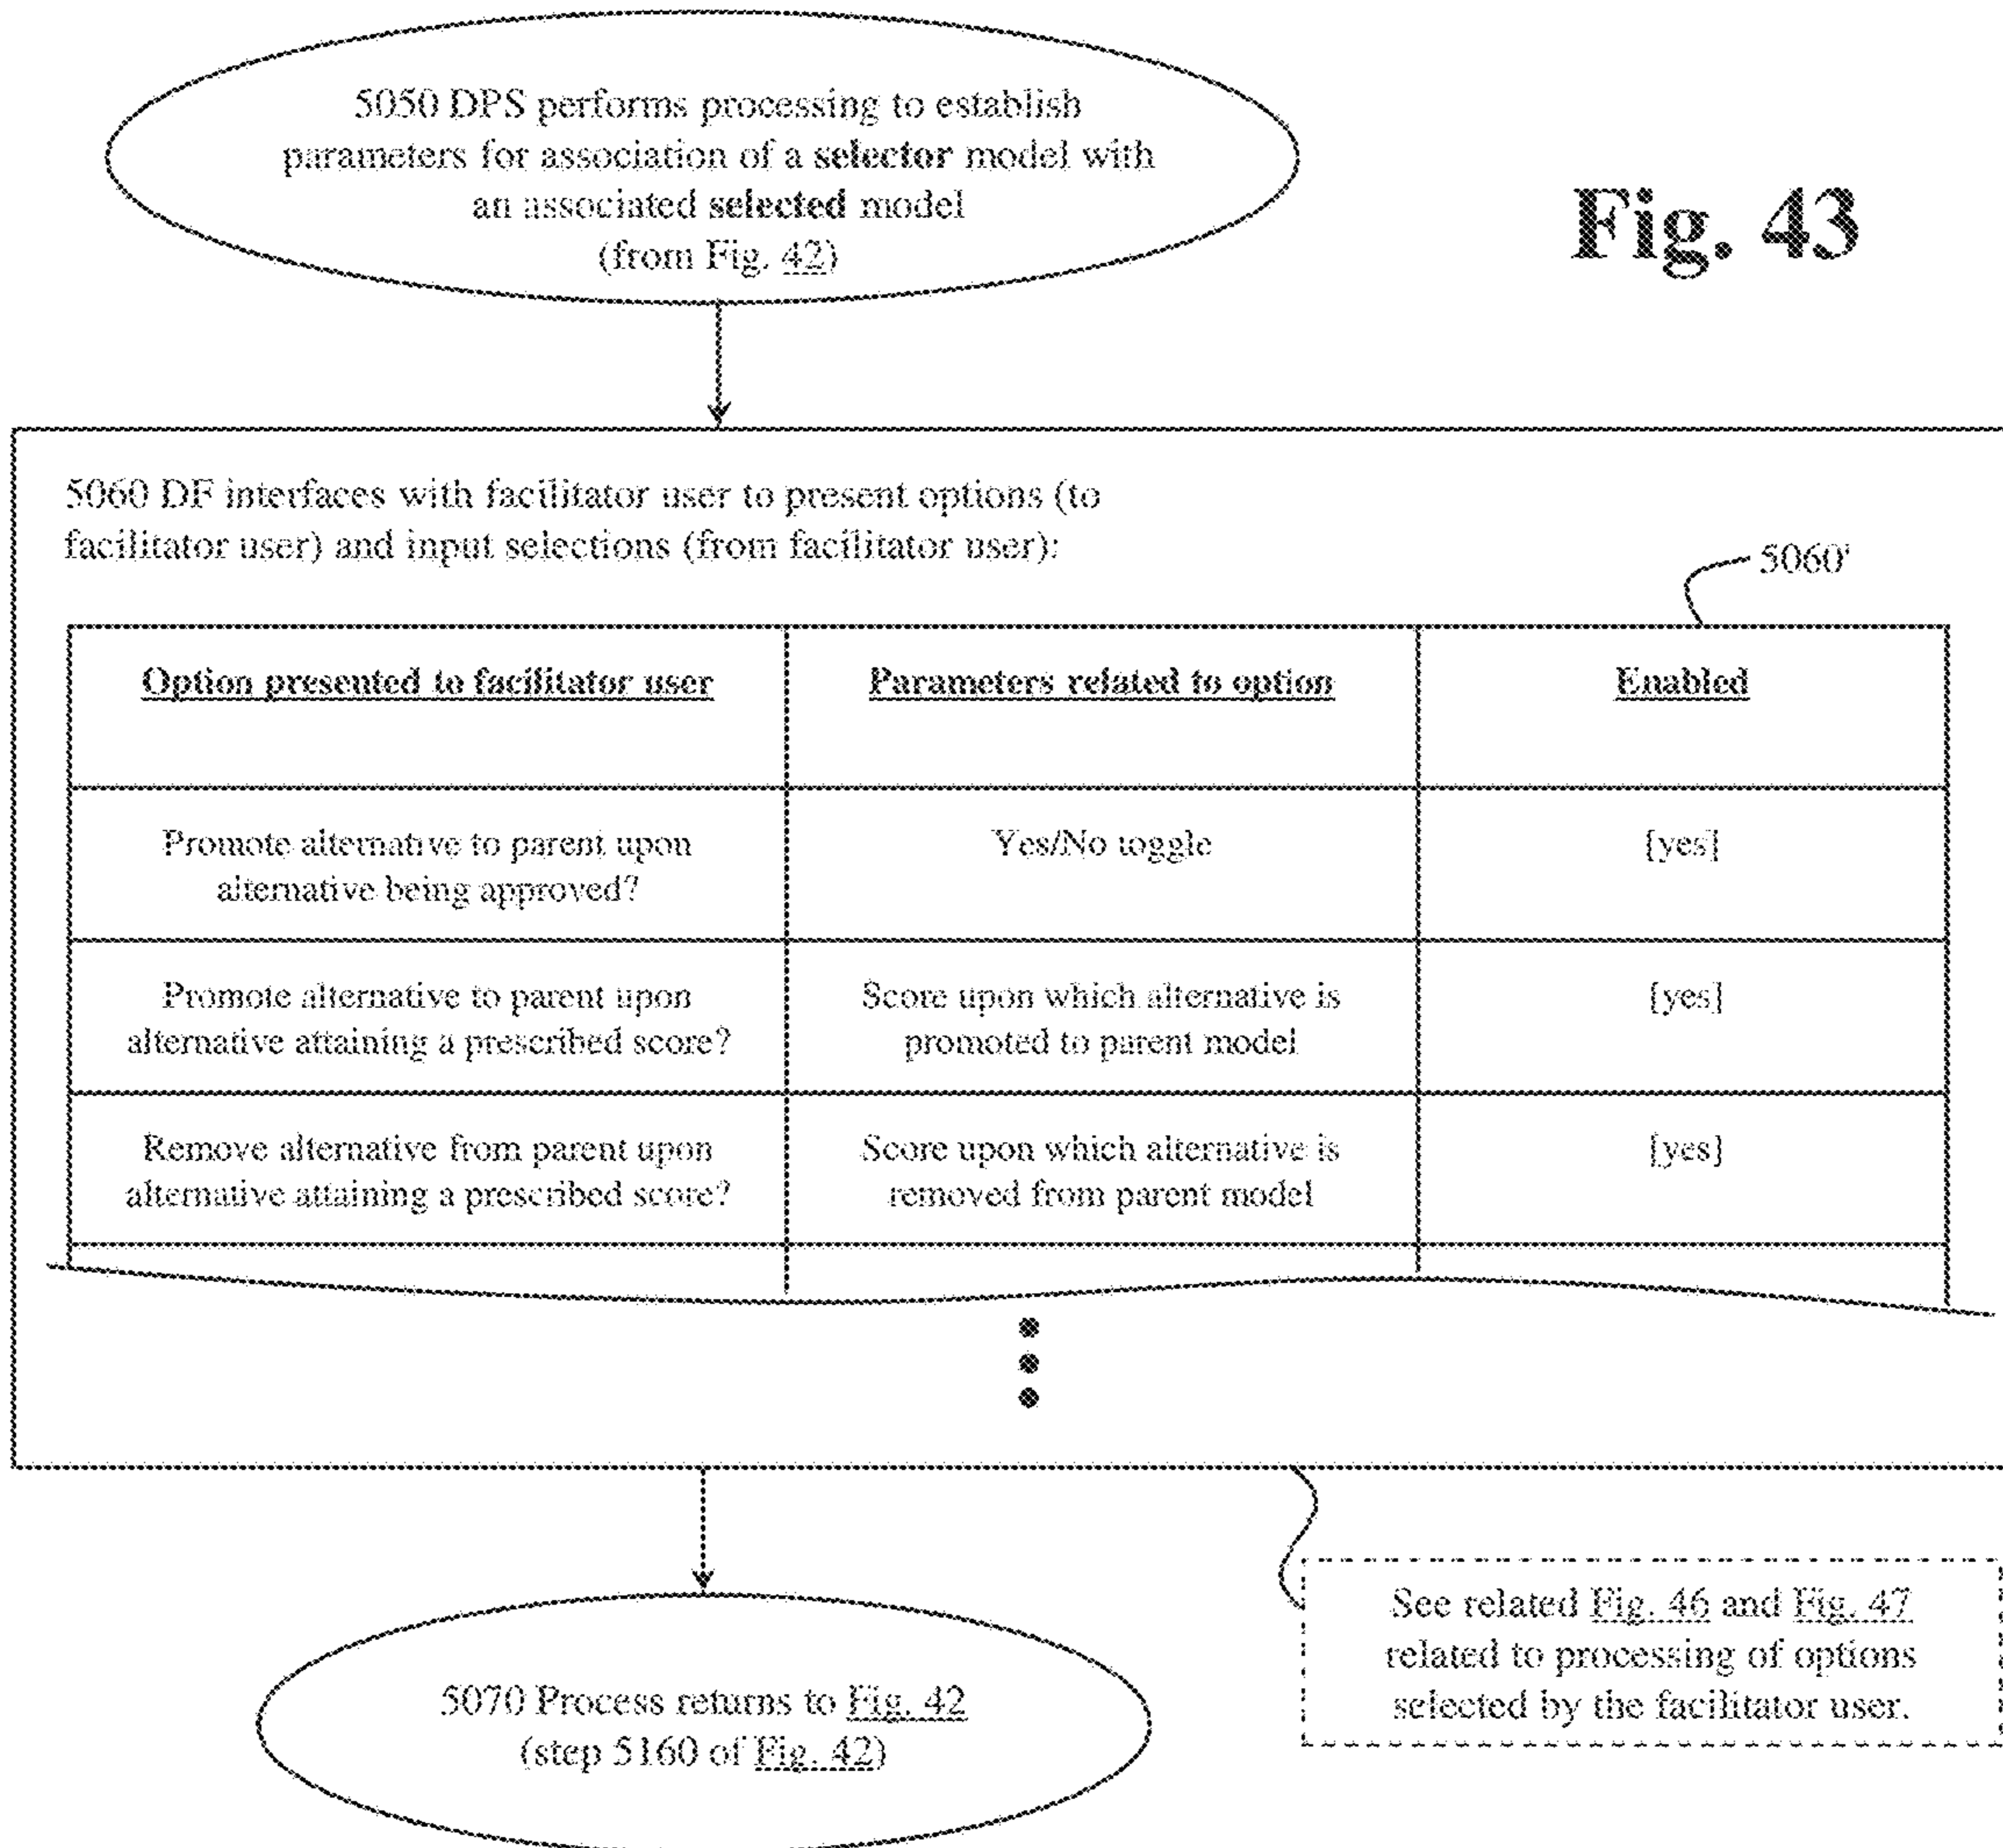 5050 DPS performs processing to establish
parameters for association of a selector model with
an associated selected model
(from Fig. 42)
Fig. 43
5060 DF interfaces with facilitator user to present options (to
facilitator user) and input selections (from facilitator user):
5060'
Option presented to facilitator user
Parameters related to option
Enabled
Promote alternative to parent upon
alternative being approved?
Yes/No toggle
[yes]
Promote alternative to parent upon
alternative attaining a prescribed score?
Score upon which alternative is
promoted to parent model
[yes]
Remove alternative from parent upon
alternative attaining a prescribed score?
Score upon which alternative is
removed from parent model
[yes]
See related Fig. 46 and Fig. 47
related to processing of options
selected by the facilitator user.
5070 Process returns to Fig. 42
(step 5160 of Fig. 42)